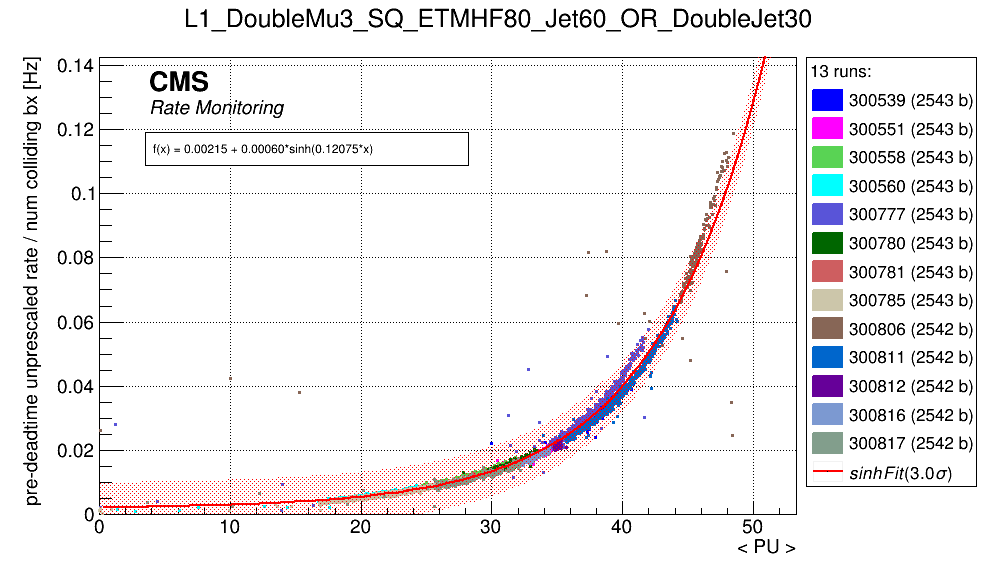 L1_DoubleMu3_SQ_ETMHF80_Jet60_OR_DoubleJet30
pre-deadtime unprescaled rate / num colliding bx [Hz]
0.14
0.12
0.1
0.08
0.06
0.04
0.02
0
CMS
Rate Monitoring
f(x) = 0.00215 + 0.00060*sinh(0.12075*x)
0 10 20 30 40 50
< PU >
13 runs:
300539 (2543 b)
300551 (2543 b)
300558 (2543 b)
300560 (2543 b)
300777 (2543 b)
300780 (2543 b)
300781 (2543 b)
300785 (2543 b)
300806 (2542 b)
300811 (2542 b)
300812 (2542 b)
300816 (2542 b)
300817 (2542 b)
sinhFit(3.0σ)